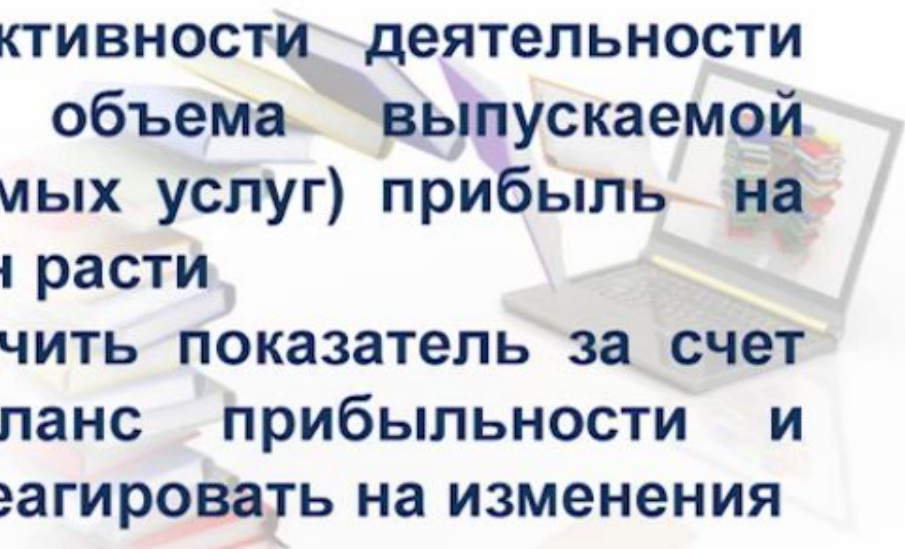 ктивности деятельности
объема выпускаемой
мых услуг) прибыль на
н расти
чить показатель за счет
ланс прибыльности и
еагировать на изменения